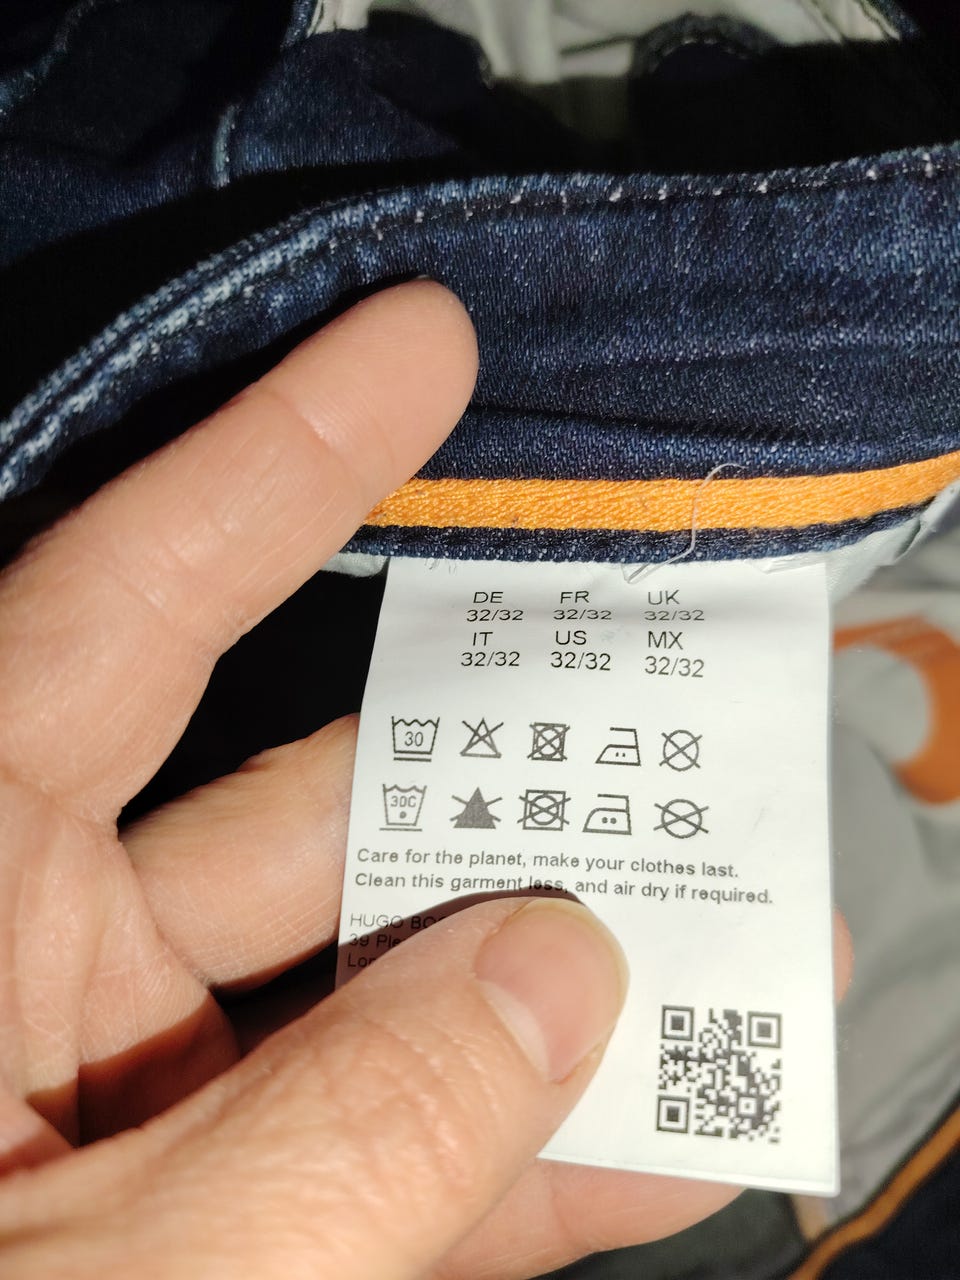 DE FR UK
32/32 32/32 32/32
IT US MX
32/32 32/32 32/32
30
30C
Care for the planet, make your clothes last.
Clean this garment less, and air dry if required.
HUGO
39